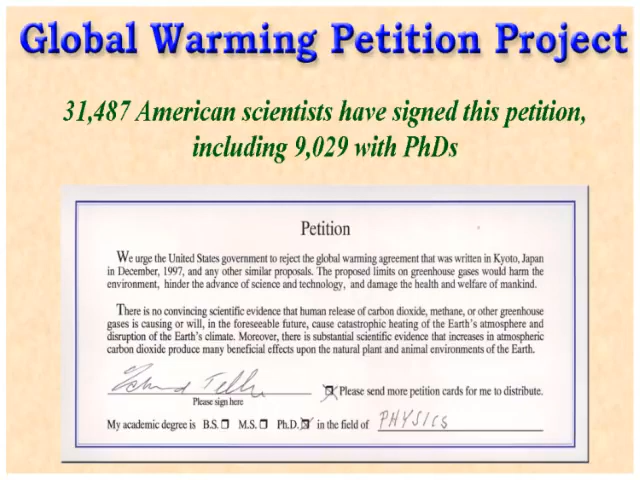 Global Warming Petition Project
31,487 American scientists have signed this petition,
including 9,029 with PhDs
Petition
We urge the United States government to reject the global warming agreement that was written in Kyoto, Japan
in December, 1997, and any other similar proposals. The proposed limits on greenhouse gases would harm the
environment, hinder the advance of science and technology, and damage the health and welfare of mankind.
There is no convincing scientific evidence that human release of carbon dioxide, methane, or other greenhouse
gases is causing or will, in the foreseeable future, cause catastrophic heating of the Earth's atmosphere and
disruption of the Earth's climate. Moreover, there is substantial scientific evidence that increases in atmospheric
carbon dioxide produce many beneficial effects upon the natural plant and animal environments of the Earth.
Please send more petition cards for me to distribute.
Please sign here
My academic degree is B.S. M.S. Ph.D. in the field of PHYSICS